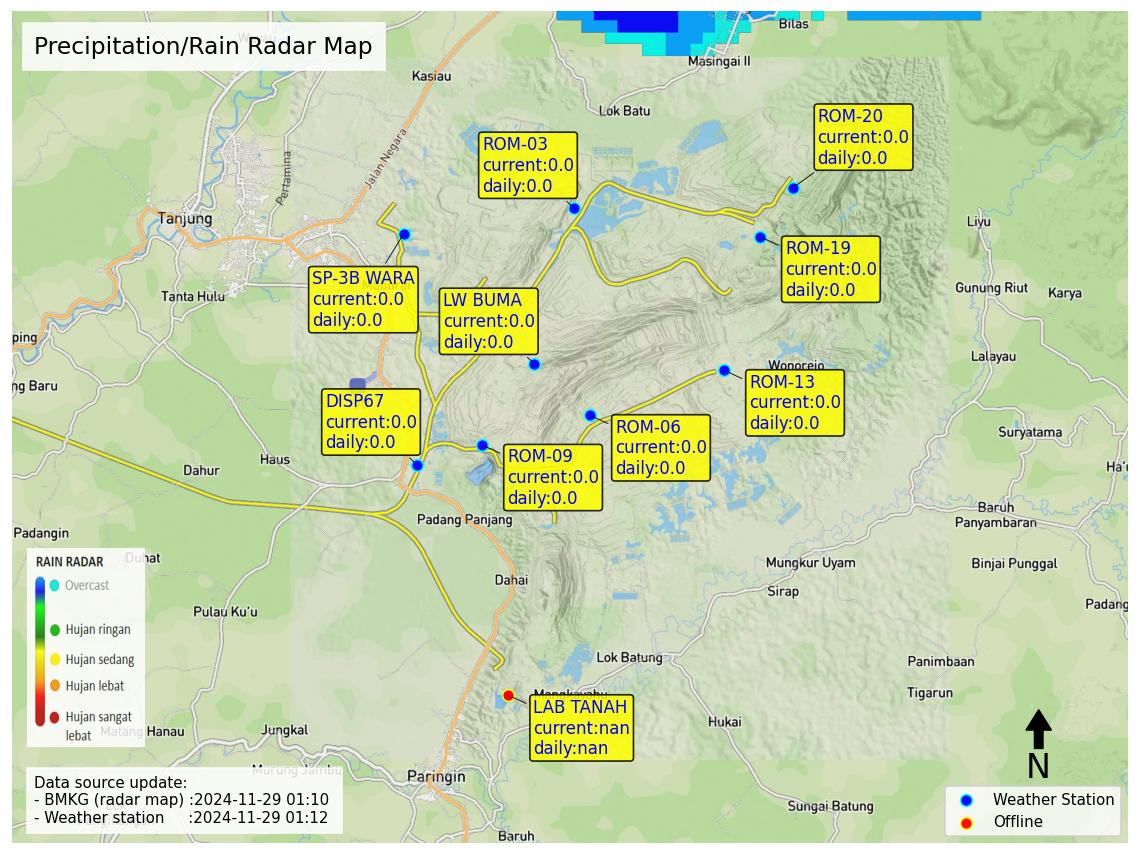 Bilas
Precipitation/Rain Radar Map
Masingai II
Kasiau
Lok Batu
ROM-20
current:0.0
daily:0.0
ROM-03
current:0.0
daily:0.0
Jalan Negara
Pertamina
Tanjung
Liyu
ROM-19
current:0.0
daily:0.0
SP-3B WARA
current:0.0
daily:0.0
LW BUMA
current:0.0
daily:0.0
Tanta Hulu
Gunung Riut
Karya
ping
Lalayau
Wonorejo
ng Baru
ROM-13
current:0.0
daily:0.0
DISP67
current:0.0
daily:0.0
ROM-06
current:0.0
daily:0.0
Suryatama
ROM-09
current:0.0
daily:0.0
Haus
Dahur
Ha'u
Baruh
Panyambaran
Padang Panjang
Padangin
Duhat
Mungkur Uyam
Binjai Punggal
Dahai
Sirap
Padang
Pulau Ku'u
RAIN RADAR
Overcast
Hujan ringan
Hujan sedang
Hujan lebat
Hujan sangat
lebat
Lok Batung
Panimbaan
Tigarun
Mangkayahu
LAB TANAH
current:nan
daily:nan
Hukai
Matang Hanau
Jungkal
Murung Jambu
Paringin
N
Data source update:
- BMKG (radar map) :2024-11-29 01:10
- Weather station :2024-11-29 01:12
Sungai Batung
Baruh
Weather Station
Offline